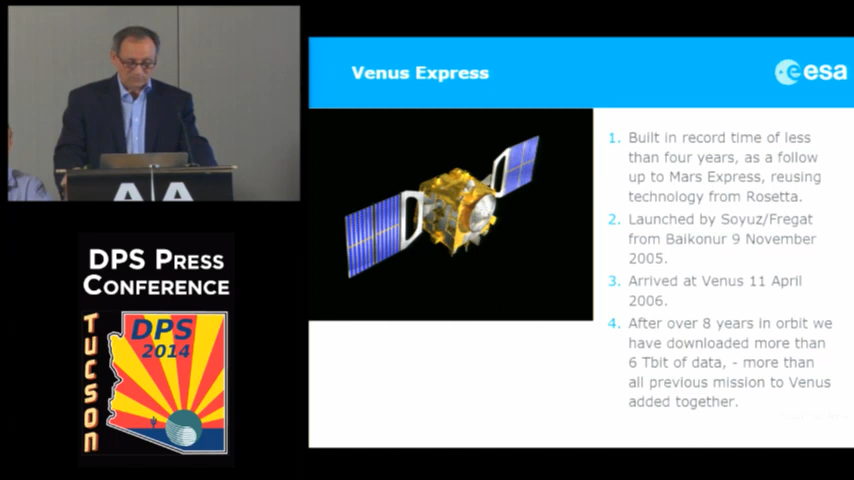 Venus Express
esa
1. Built in record time of less
than four years, as a follow
up to Mars Express, reusing
technology from Rosetta.
2. Launched by Soyuz/Fregat
from Baikonur 9 November
2005.
3. Arrived at Venus 11 April
2006.
4. After over 8 years in orbit we
have downloaded more than
6 Tbit of data, - more than
all previous mission to Venus
added together.
DPS PRESS
CONFERENCE
TUCSON
DPS
2014